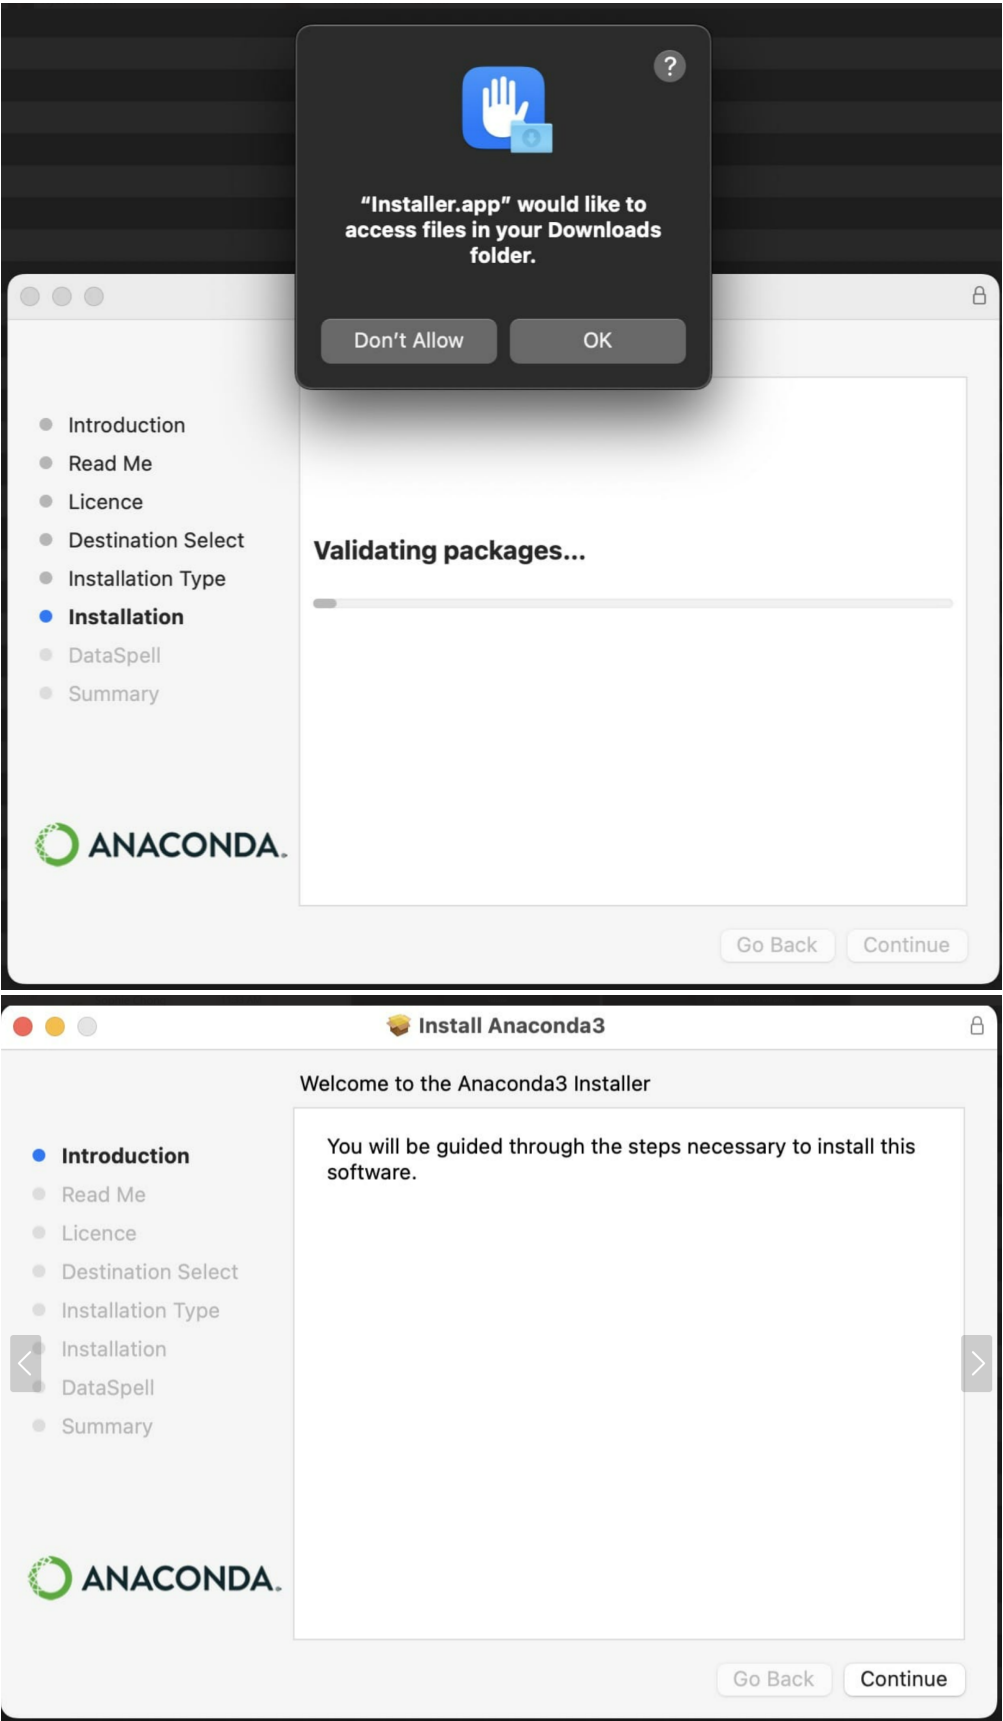 ?
“Installer.app” would like to
access files in your Downloads
folder.
Don't Allow
OK
Introduction
Read Me
Licence
Destination Select
Installation Type
Installation
DataSpell
Summary
Validating packages...
ANACONDA.
Go Back
Continue
Install Anaconda3
Welcome to the Anaconda3 Installer
Introduction
Read Me
Licence
Destination Select
Installation Type
Installation
DataSpell
Summary
You will be guided through the steps necessary to install this
software.
ANACONDA.
Go Back
Continue